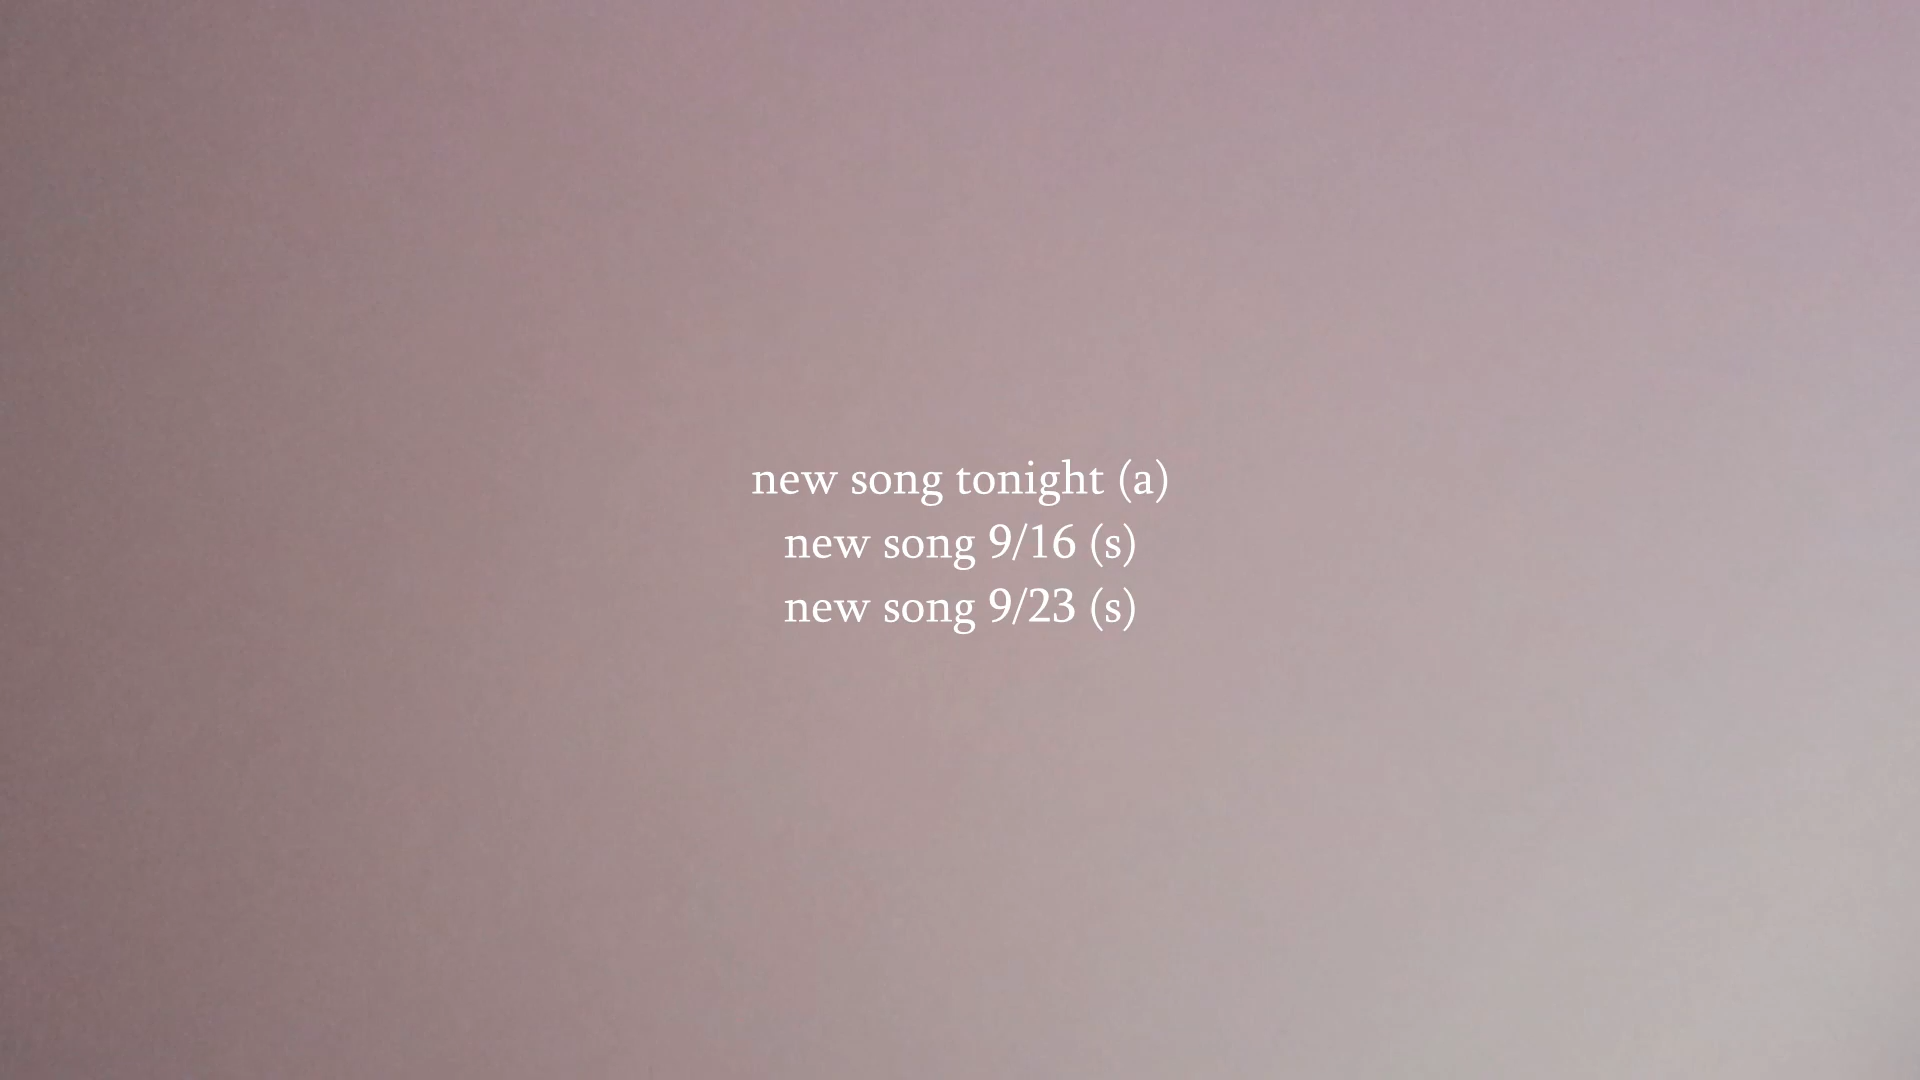 new song tonight (a)
new song 9/16 (s)
new song 9/23 (s)